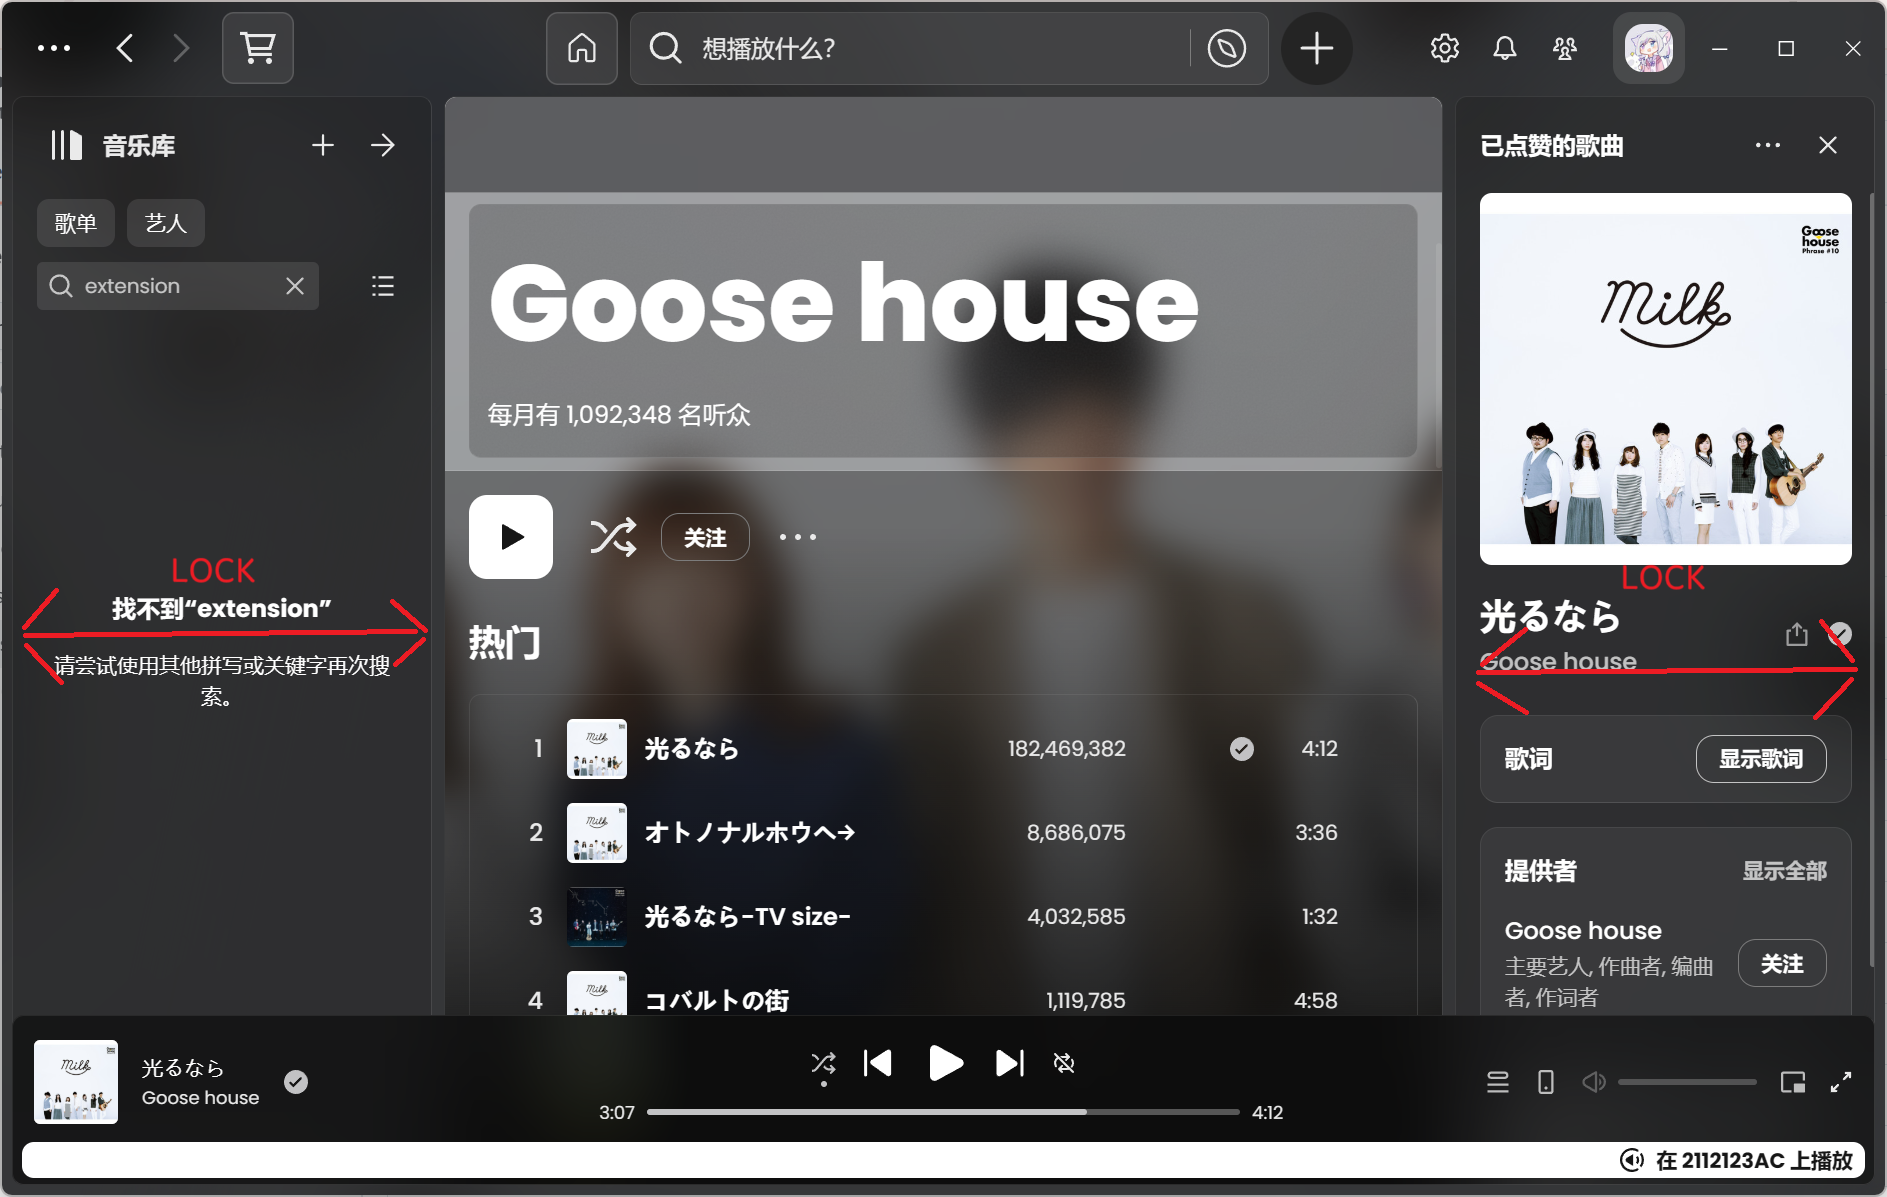 想播放什么?
音乐库
歌单 艺人
extension
LOCK
找不到“extension”
请尝试使用其他拼写或关键字再次搜
索。
Goose house
每月有 1,092,348 名听众
关注
热门
1 光るなら 182,469,382 4:12
2 オトノナルホウヘ→ 8,686,075 3:36
3 光るなら-TV size- 4,032,585 1:32
4 コバルトの街 1,119,785 4:58
已点赞的歌曲
Goose
house
Phrase #10
milk
LOCK
光るなら
Goose house
歌词 显示歌词
提供者 显示全部
Goose house
主要艺人, 作曲者, 编曲
者, 作词者
关注
光るなら
Goose house
3:07 4:12
在 2112123AC 上播放